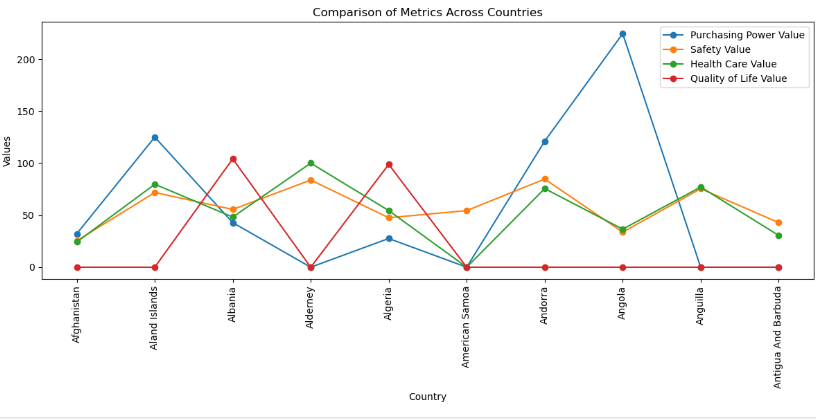 Comparison of Metrics Across Countries
Purchasing Power Value
Safety Value
Health Care Value
Quality of Life Value
Values
200
150
100
50
0
Afghanistan
Aland Islands
Albania
Alderney
Algeria
American Samoa
Andorra
Angola
Anguilla
Antigua And Barbuda
Country